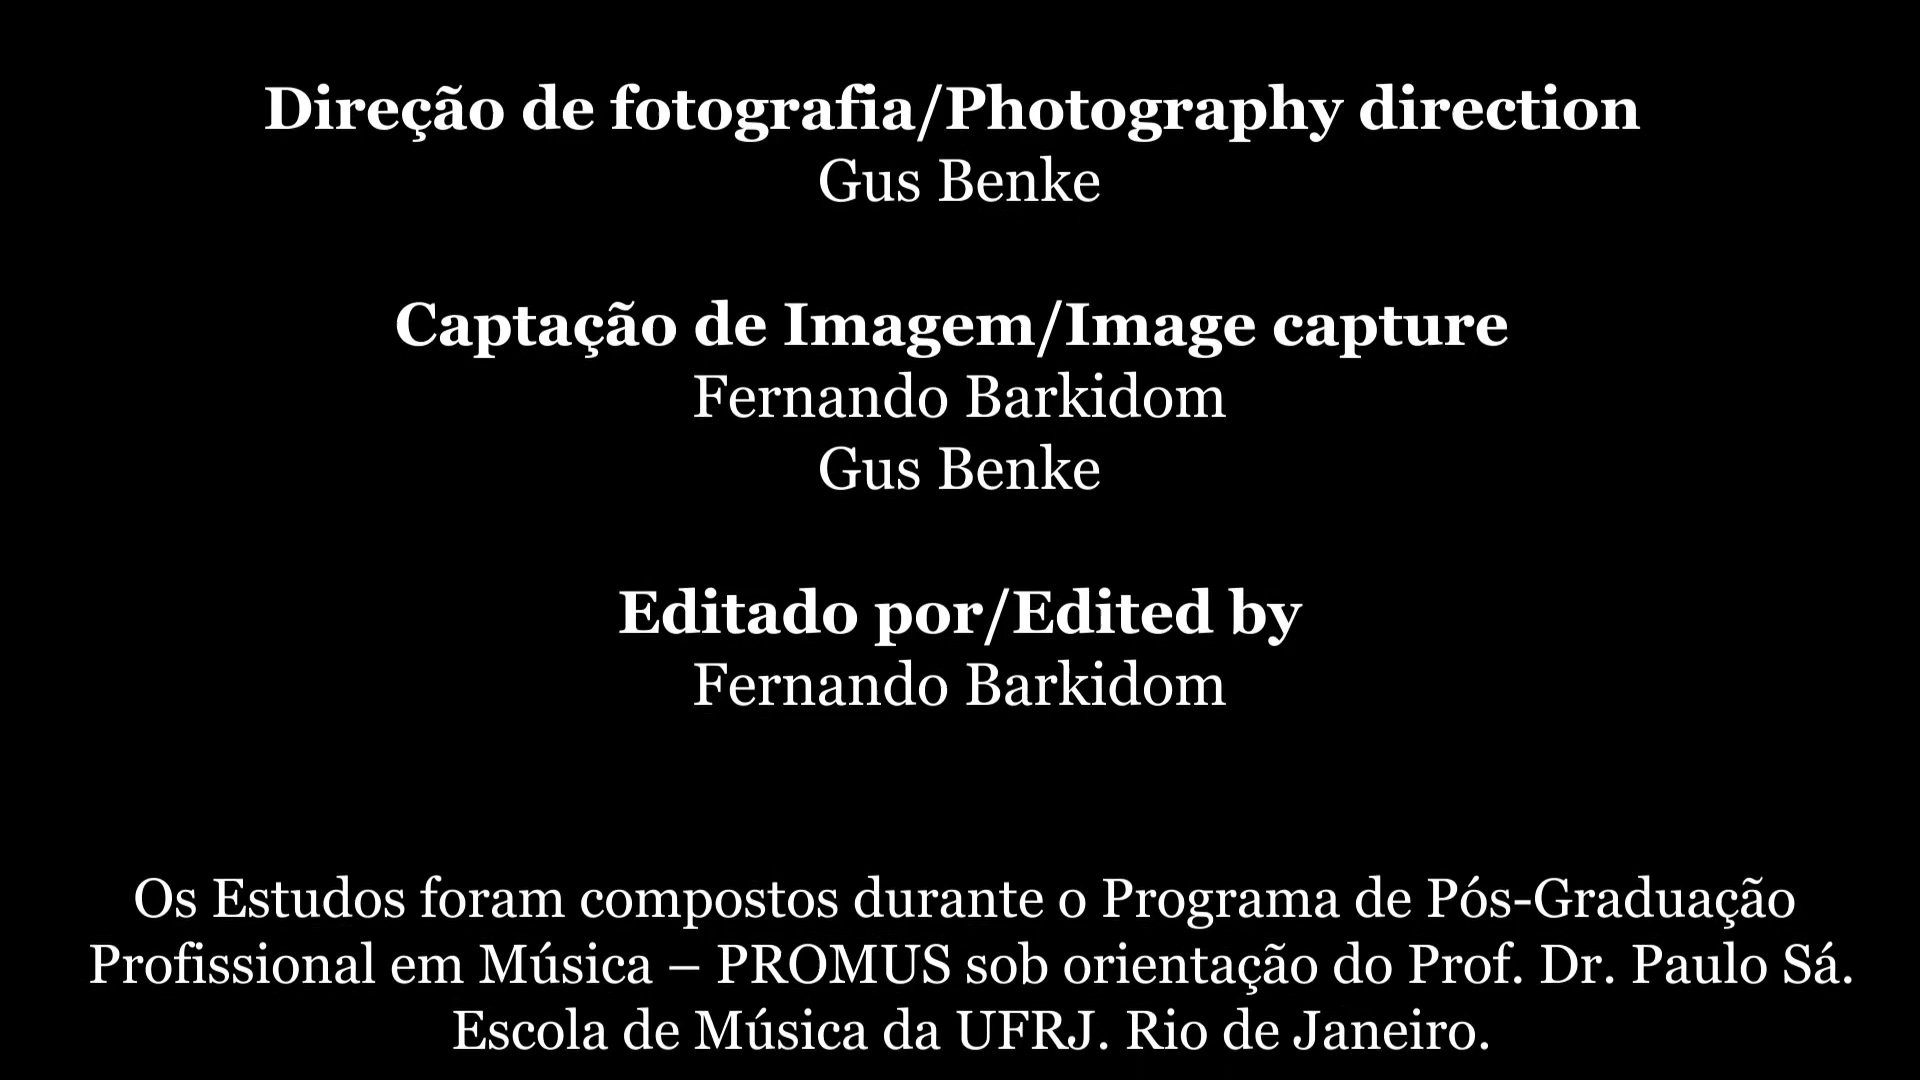 Direção de fotografia/Photography direction
Gus Benke
Captação de Imagem/Image capture
Fernando Barkidom
Gus Benke
Editado por/Edited by
Fernando Barkidom
Os Estudos foram compostos durante o Programa de Pós-Graduação
Profissional em Música – PROMUS sob orientação do Prof. Dr. Paulo Sá.
Escola de Música da UFRJ. Rio de Janeiro.